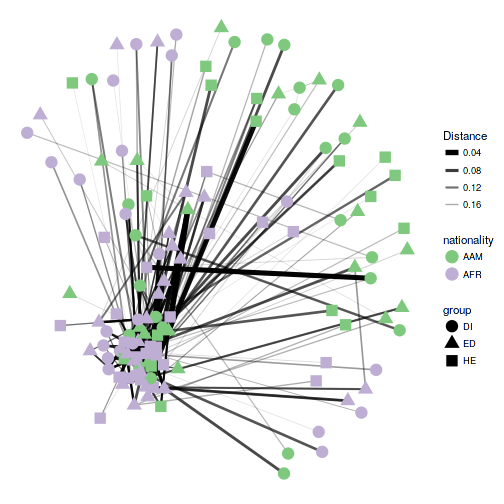 Distance
0.04
0.08
0.12
0.16
nationality
AAM
AFR
group
DI
ED
HE